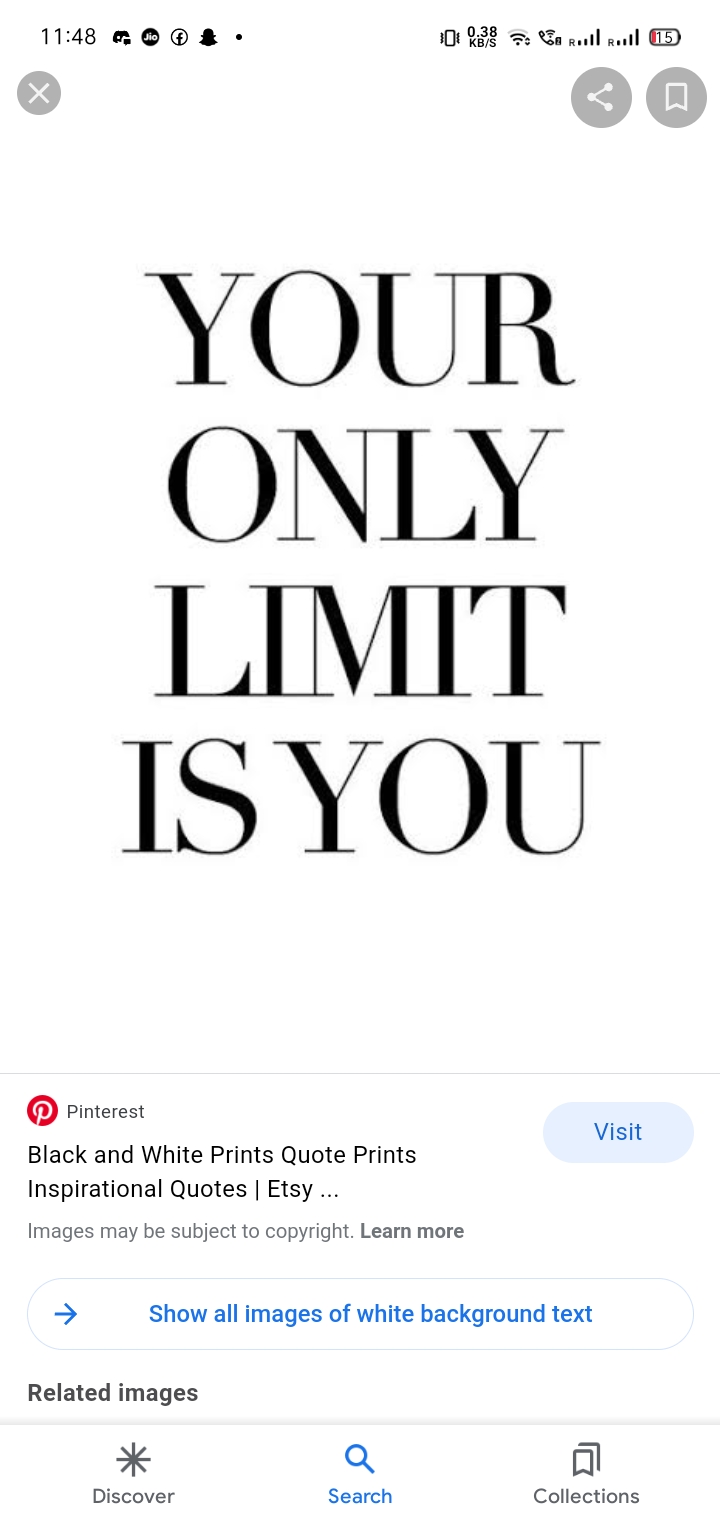 11:48 Jio 0.38 KB/S R R 15
YOUR
ONLY
LIMIT
IS YOU
Pinterest
Visit
Black and White Prints Quote Prints
Inspirational Quotes | Etsy ...
Images may be subject to copyright. Learn more
Show all images of white background text
Related images
Discover Search Collections